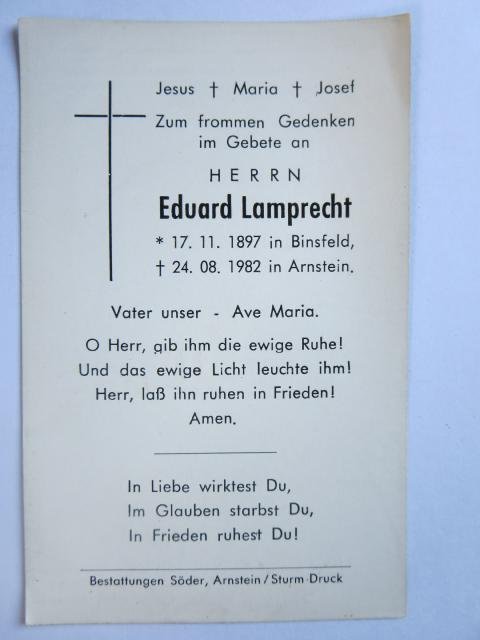 Jesus † Maria † Josef
Zum frommen Gedenken
im Gebete an
HERRN
Eduard Lamprecht
* 17. 11. 1897 in Binsfeld,
† 24. 08. 1982 in Arnstein.
Vater unser - Ave Maria.
O Herr, gib ihm die ewige Ruhe!
Und das ewige Licht leuchte ihm!
Herr, laß ihn ruhen in Frieden!
Amen.
In Liebe wirktest Du,
Im Glauben starbst Du,
In Frieden ruhest Du!
Bestattungen Söder, Arnstein/Sturm-Druck